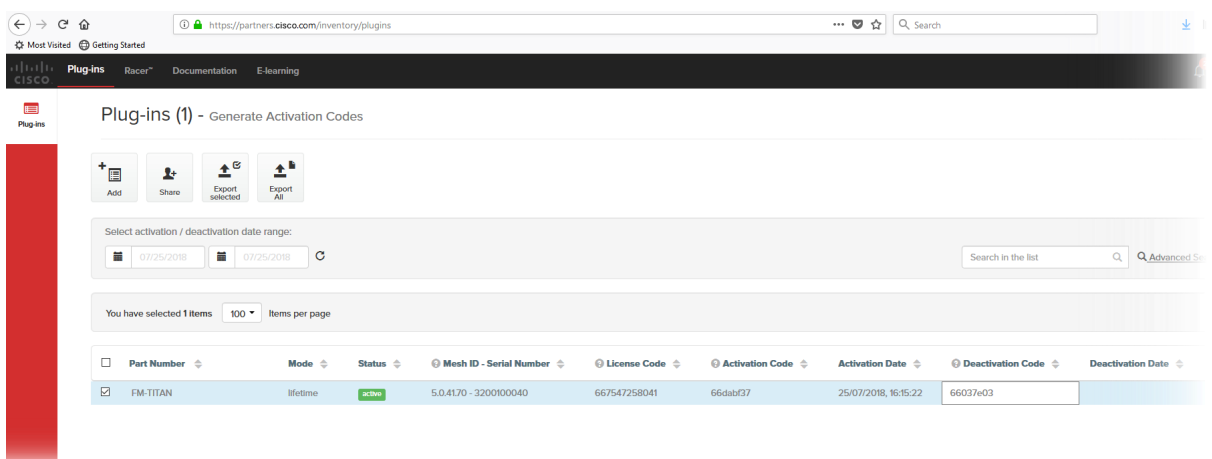 https://partners.cisco.com/inventory/plugins
Search
Most Visited Getting Started
CISCO Plug-ins Racer™ Documentation E-learning
Plug-ins
Plug-ins (1) - Generate Activation Codes
Add Share Export selected Export All
Select activation / deactivation date range:
07/25/2018 07/25/2018 Search in the list Advanced
You have selected 1 items 100 Items per page
Part Number Mode Status Mesh ID - Serial Number License Code Activation Code Activation Date Deactivation Code Deactivation Date
FM-TITAN lifetime active 5.0.41.70 - 3200100040 667547258041 66dabf37 25/07/2018, 16:15:22 66037e03